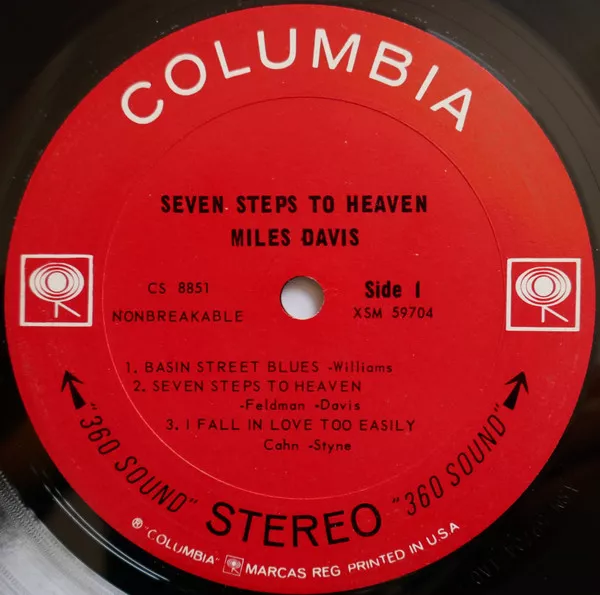 COLUMBIA
SEVEN STEPS TO HEAVEN
MILES DAVIS
CS 8851
Side 1
NONBREAKABLE
XSM 59704
1. BASIN STREET BLUES -Williams
2. SEVEN STEPS TO HEAVEN
-Feldman -Davis
3. I FALL IN LOVE TOO EASILY
Cahn -Styne
"360 SOUND" STEREO "360 SOUND"
® "COLUMBIA" MARCAS REG. PRINTED IN U.S.A.